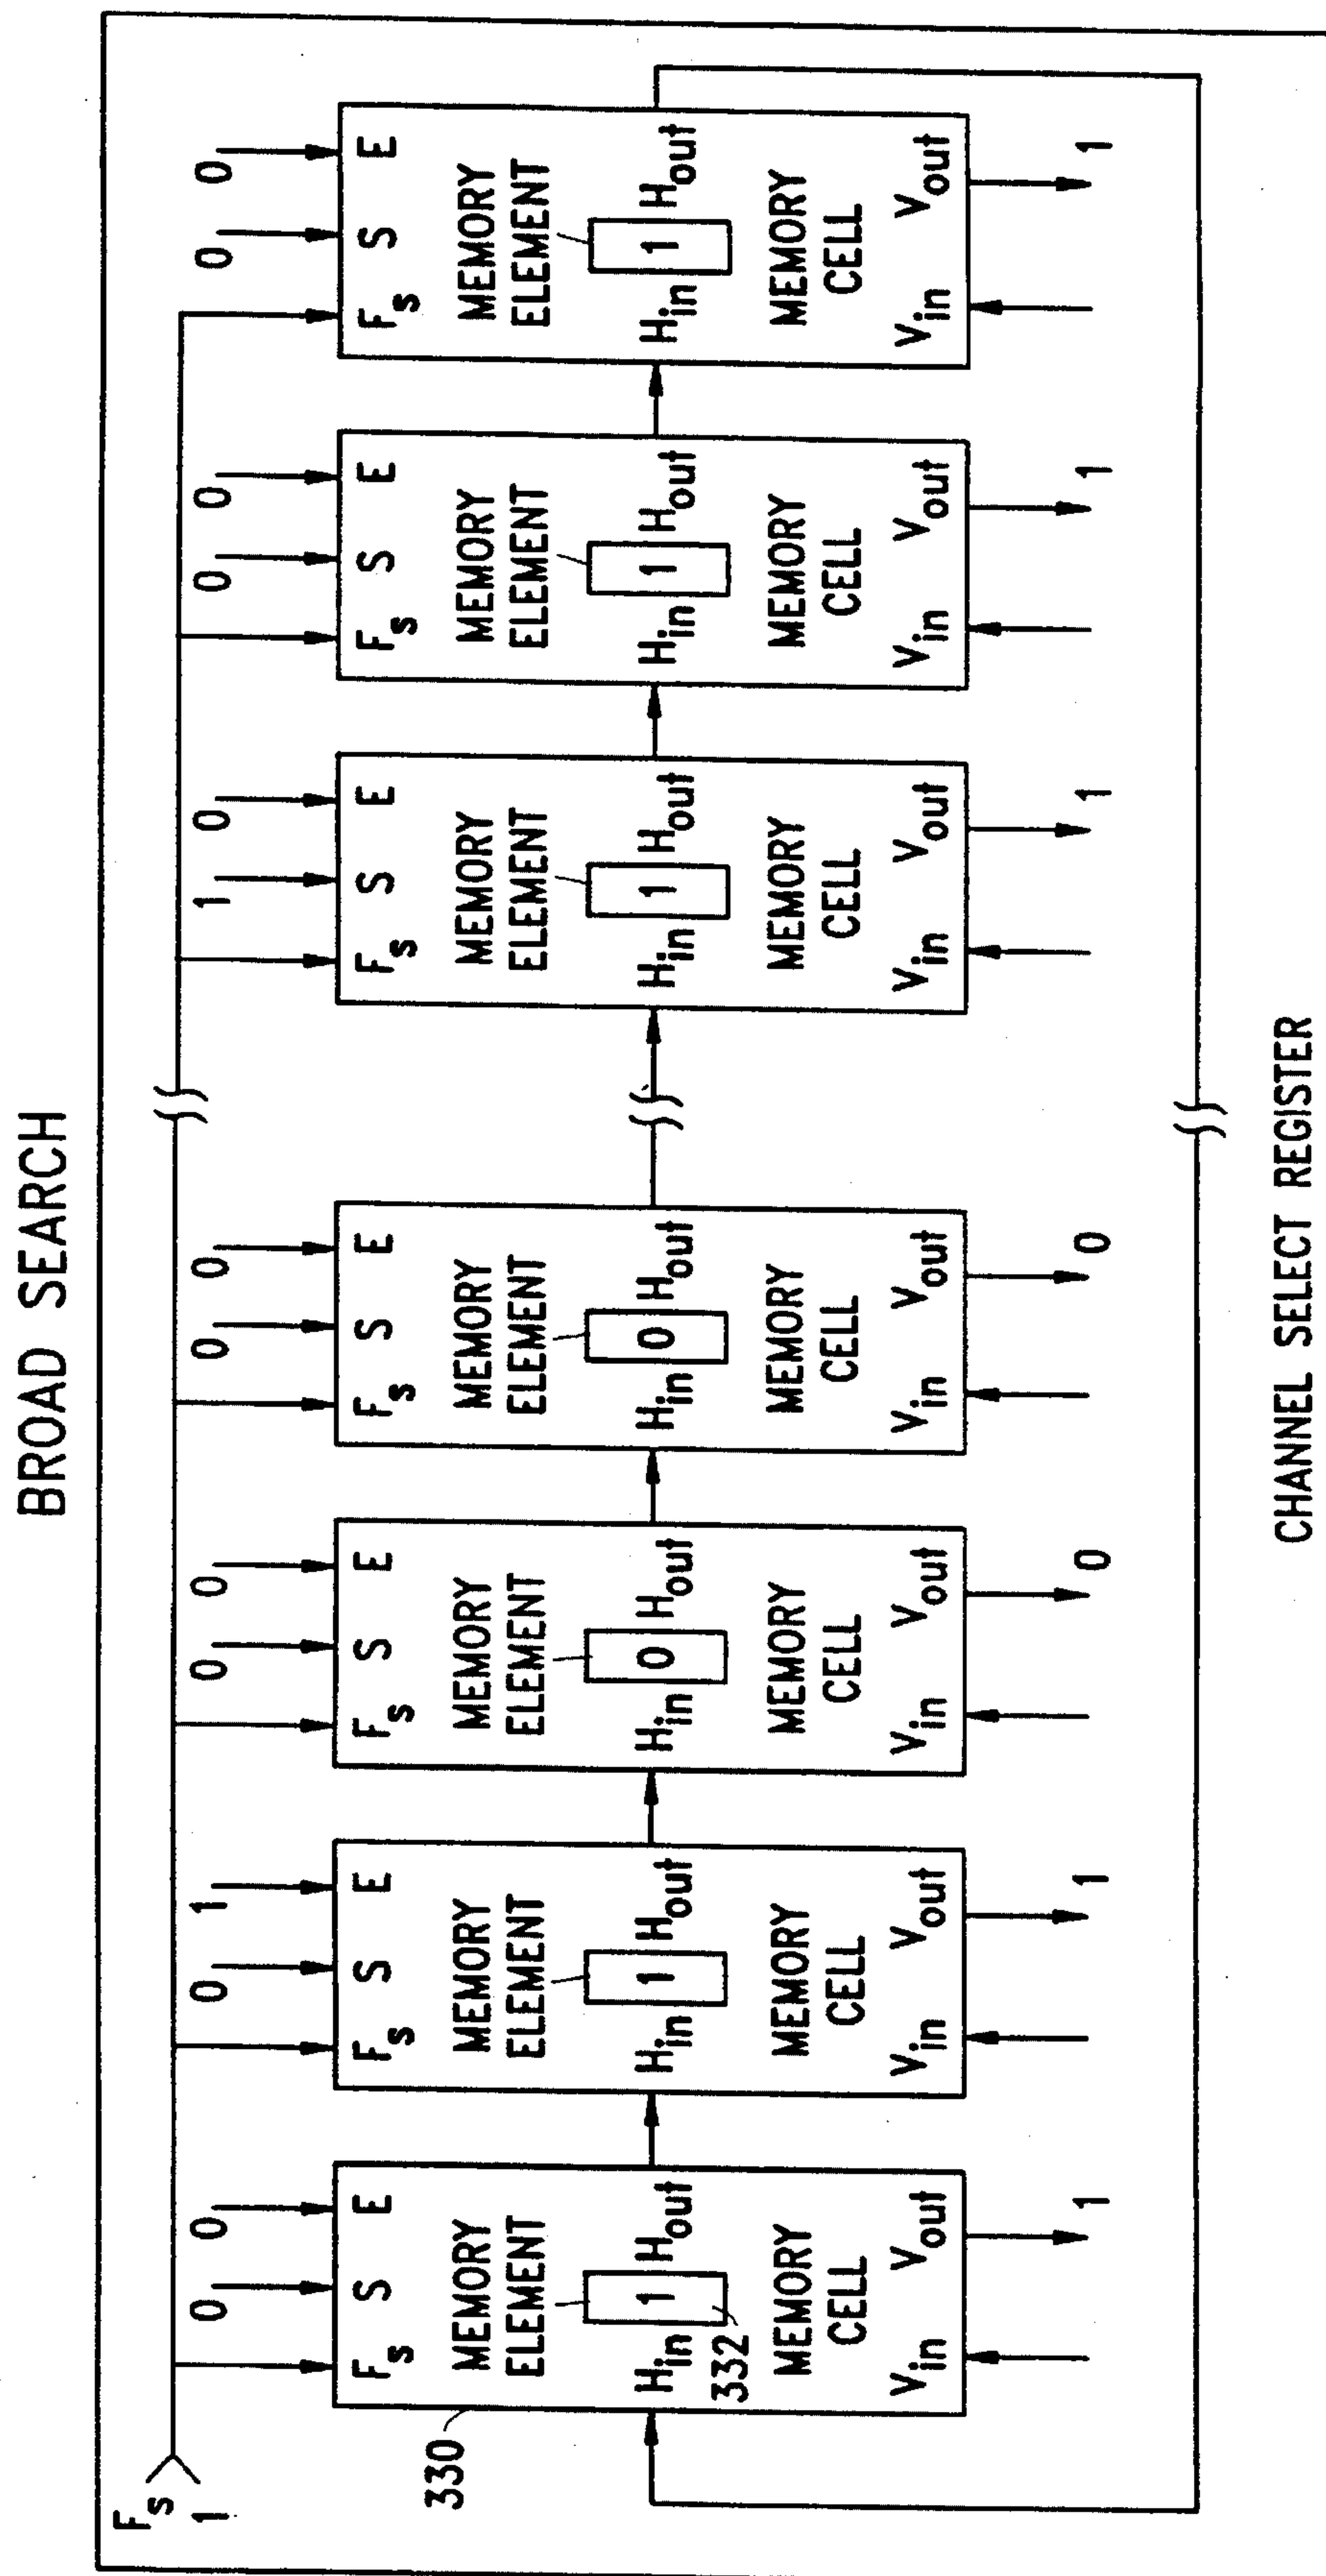 BROAD SEARCH
Fs
1 0 0 0 1 0 0 0 0 1 0 0 0 0 0
Fs S E Fs S E Fs S E Fs S E Fs S E Fs S E Fs S E
330
MEMORY MEMORY MEMORY MEMORY MEMORY MEMORY MEMORY
ELEMENT ELEMENT ELEMENT ELEMENT ELEMENT ELEMENT ELEMENT
Hin 1 Hout Hin 1 Hout Hin 0 Hout Hin 0 Hout Hin 1 Hout Hin 1 Hout Hin 1 Hout
332
MEMORY MEMORY MEMORY MEMORY MEMORY MEMORY MEMORY
CELL CELL CELL CELL CELL CELL CELL
Vin Vout Vin Vout Vin Vout Vin Vout Vin Vout Vin Vout Vin Vout
1 1 0 0 1 1 1
CHANNEL SELECT REGISTER